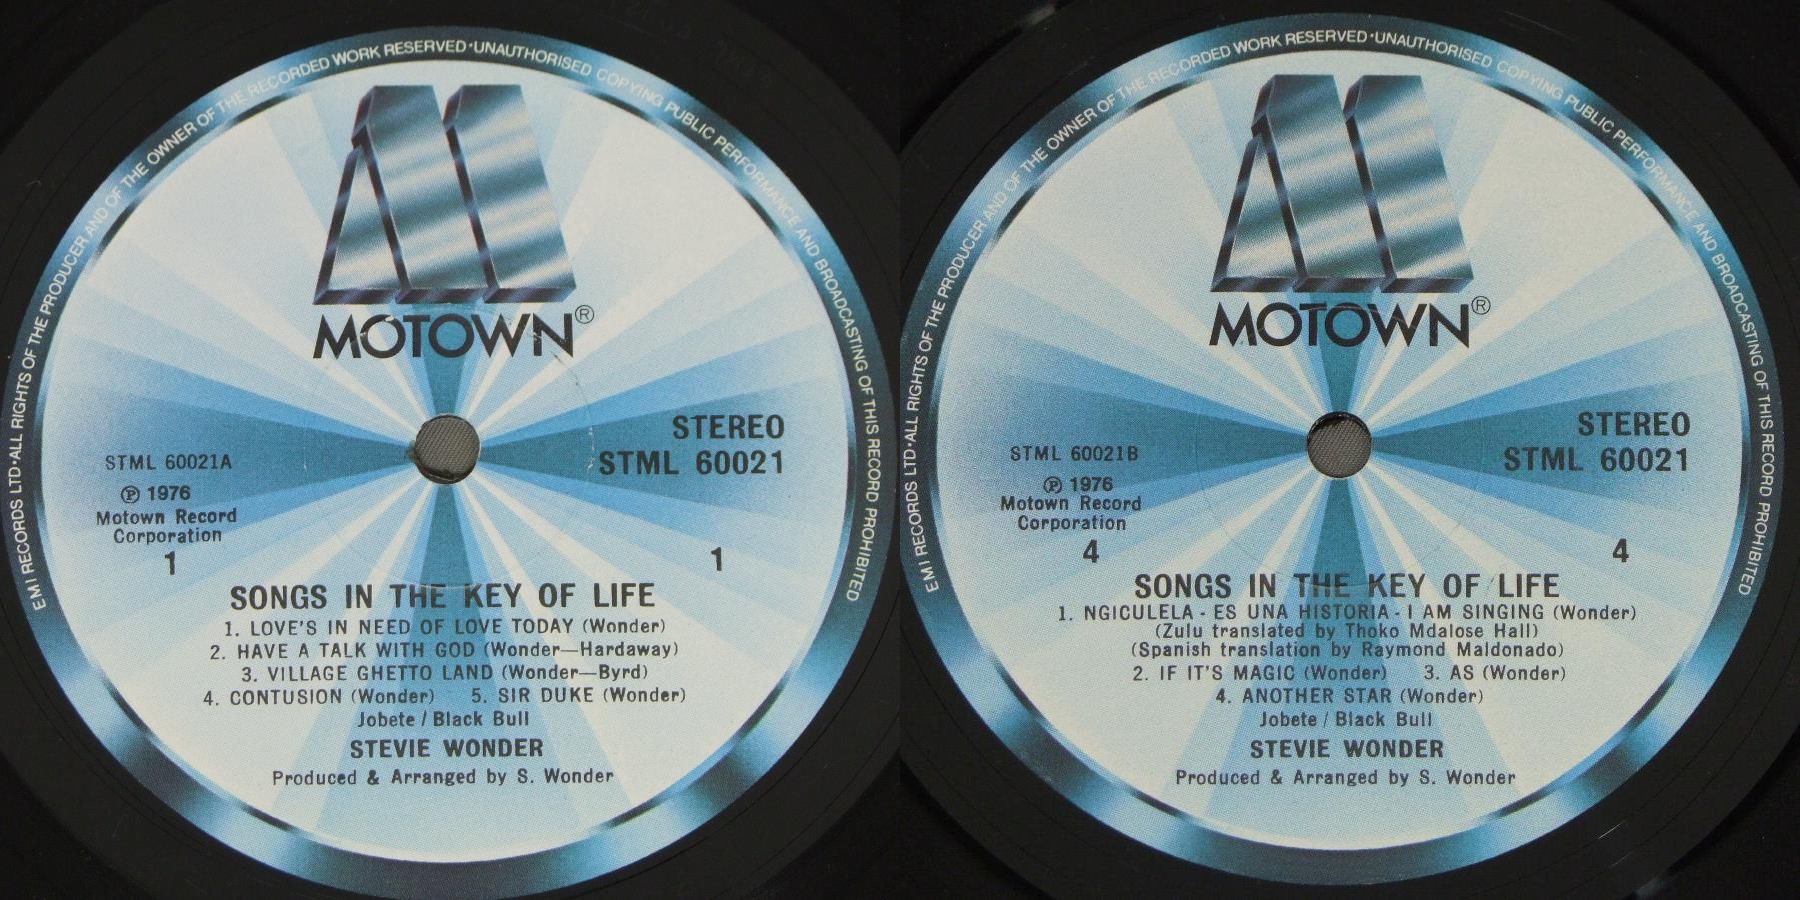 EMI RECORDS LTD·ALL RIGHTS OF THE PRODUCER AND OF THE OWNER OF THE RECORDED WORK RESERVED·UNAUTHORISED COPYING PUBLIC PERFORMANCE AND BROADCASTING OF THIS RECORD PROHIBITED
MOTOWN®
STEREO
STML 60021
STML 60021A
℗ 1976
Motown Record
Corporation
1
1
SONGS IN THE KEY OF LIFE
1. LOVE'S IN NEED OF LOVE TODAY (Wonder)
2. HAVE A TALK WITH GOD (Wonder—Hardaway)
3. VILLAGE GHETTO LAND (Wonder—Byrd)
4. CONTUSION (Wonder) 5. SIR DUKE (Wonder)
Jobete / Black Bull
STEVIE WONDER
Produced & Arranged by S. Wonder
EMI RECORDS LTD·ALL RIGHTS OF THE PRODUCER AND OF THE OWNER OF THE RECORDED WORK RESERVED·UNAUTHORISED COPYING PUBLIC PERFORMANCE AND BROADCASTING OF THIS RECORD PROHIBITED
MOTOWN®
STEREO
STML 60021
STML 60021B
℗ 1976
Motown Record
Corporation
4
4
SONGS IN THE KEY OF LIFE
1. NGICULELA - ES UNA HISTORIA - I AM SINGING (Wonder)
(Zulu translated by Thoko Mdalose Hall)
(Spanish translation by Raymond Maldonado)
2. IF IT'S MAGIC (Wonder) 3. AS (Wonder)
4. ANOTHER STAR (Wonder)
Jobete / Black Bull
STEVIE WONDER
Produced & Arranged by S. Wonder